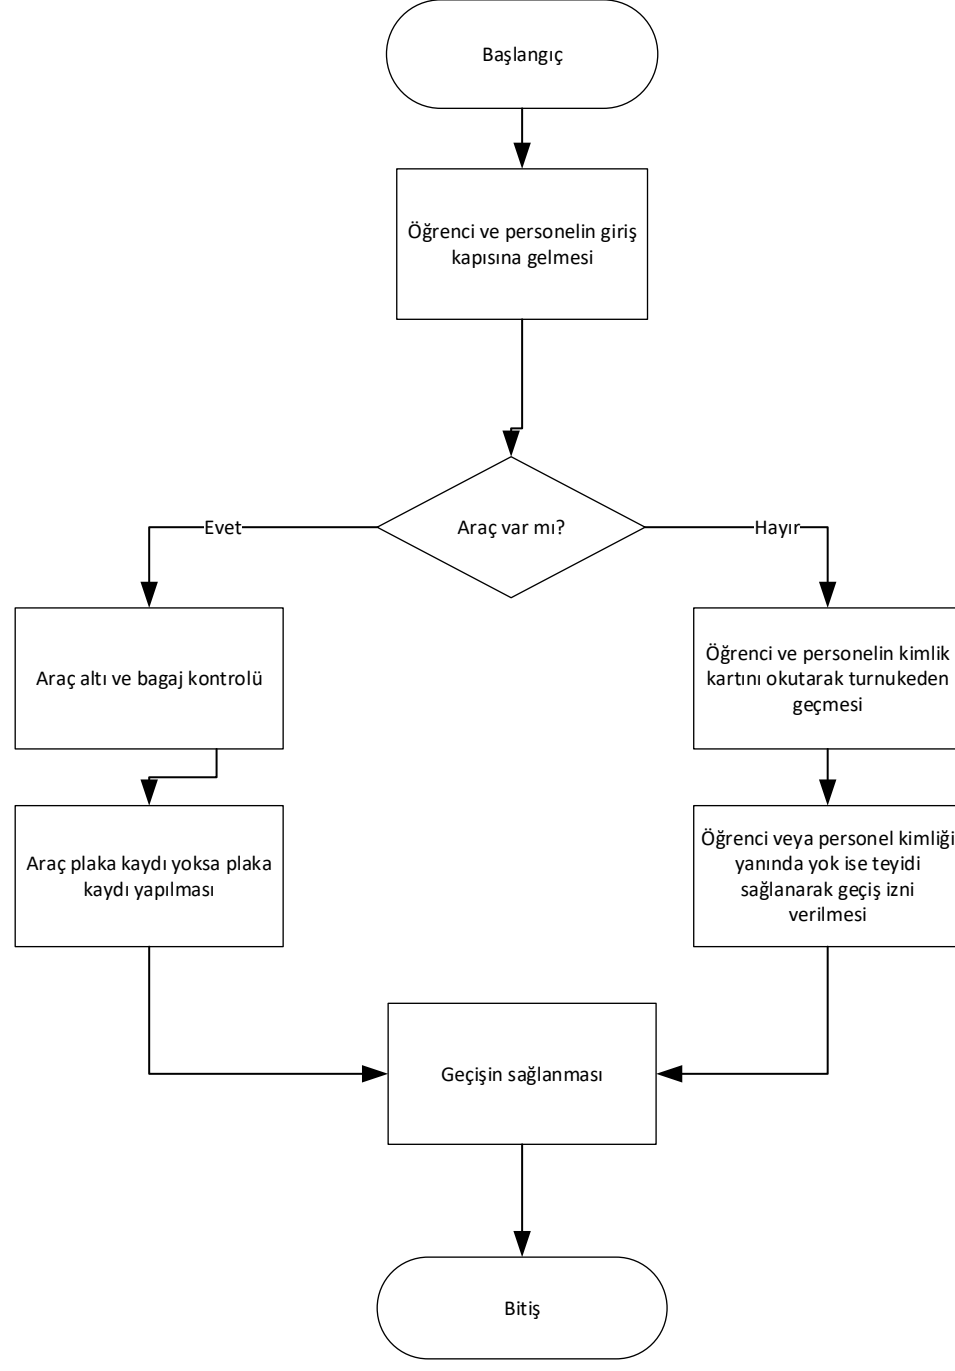 Başlangıç
Öğrenci ve personelin giriş
kapısına gelmesi
Araç var mı?
Evet
Hayır
Araç altı ve bagaj kontrolü
Öğrenci ve personelin kimlik
kartını okutarak turnukeden
geçmesi
Araç plaka kaydı yoksa plaka
kaydı yapılması
Öğrenci veya personel kimliği
yanında yok ise teyidi
sağlanarak geçiş izni
verilmesi
Geçişin sağlanması
Bitiş